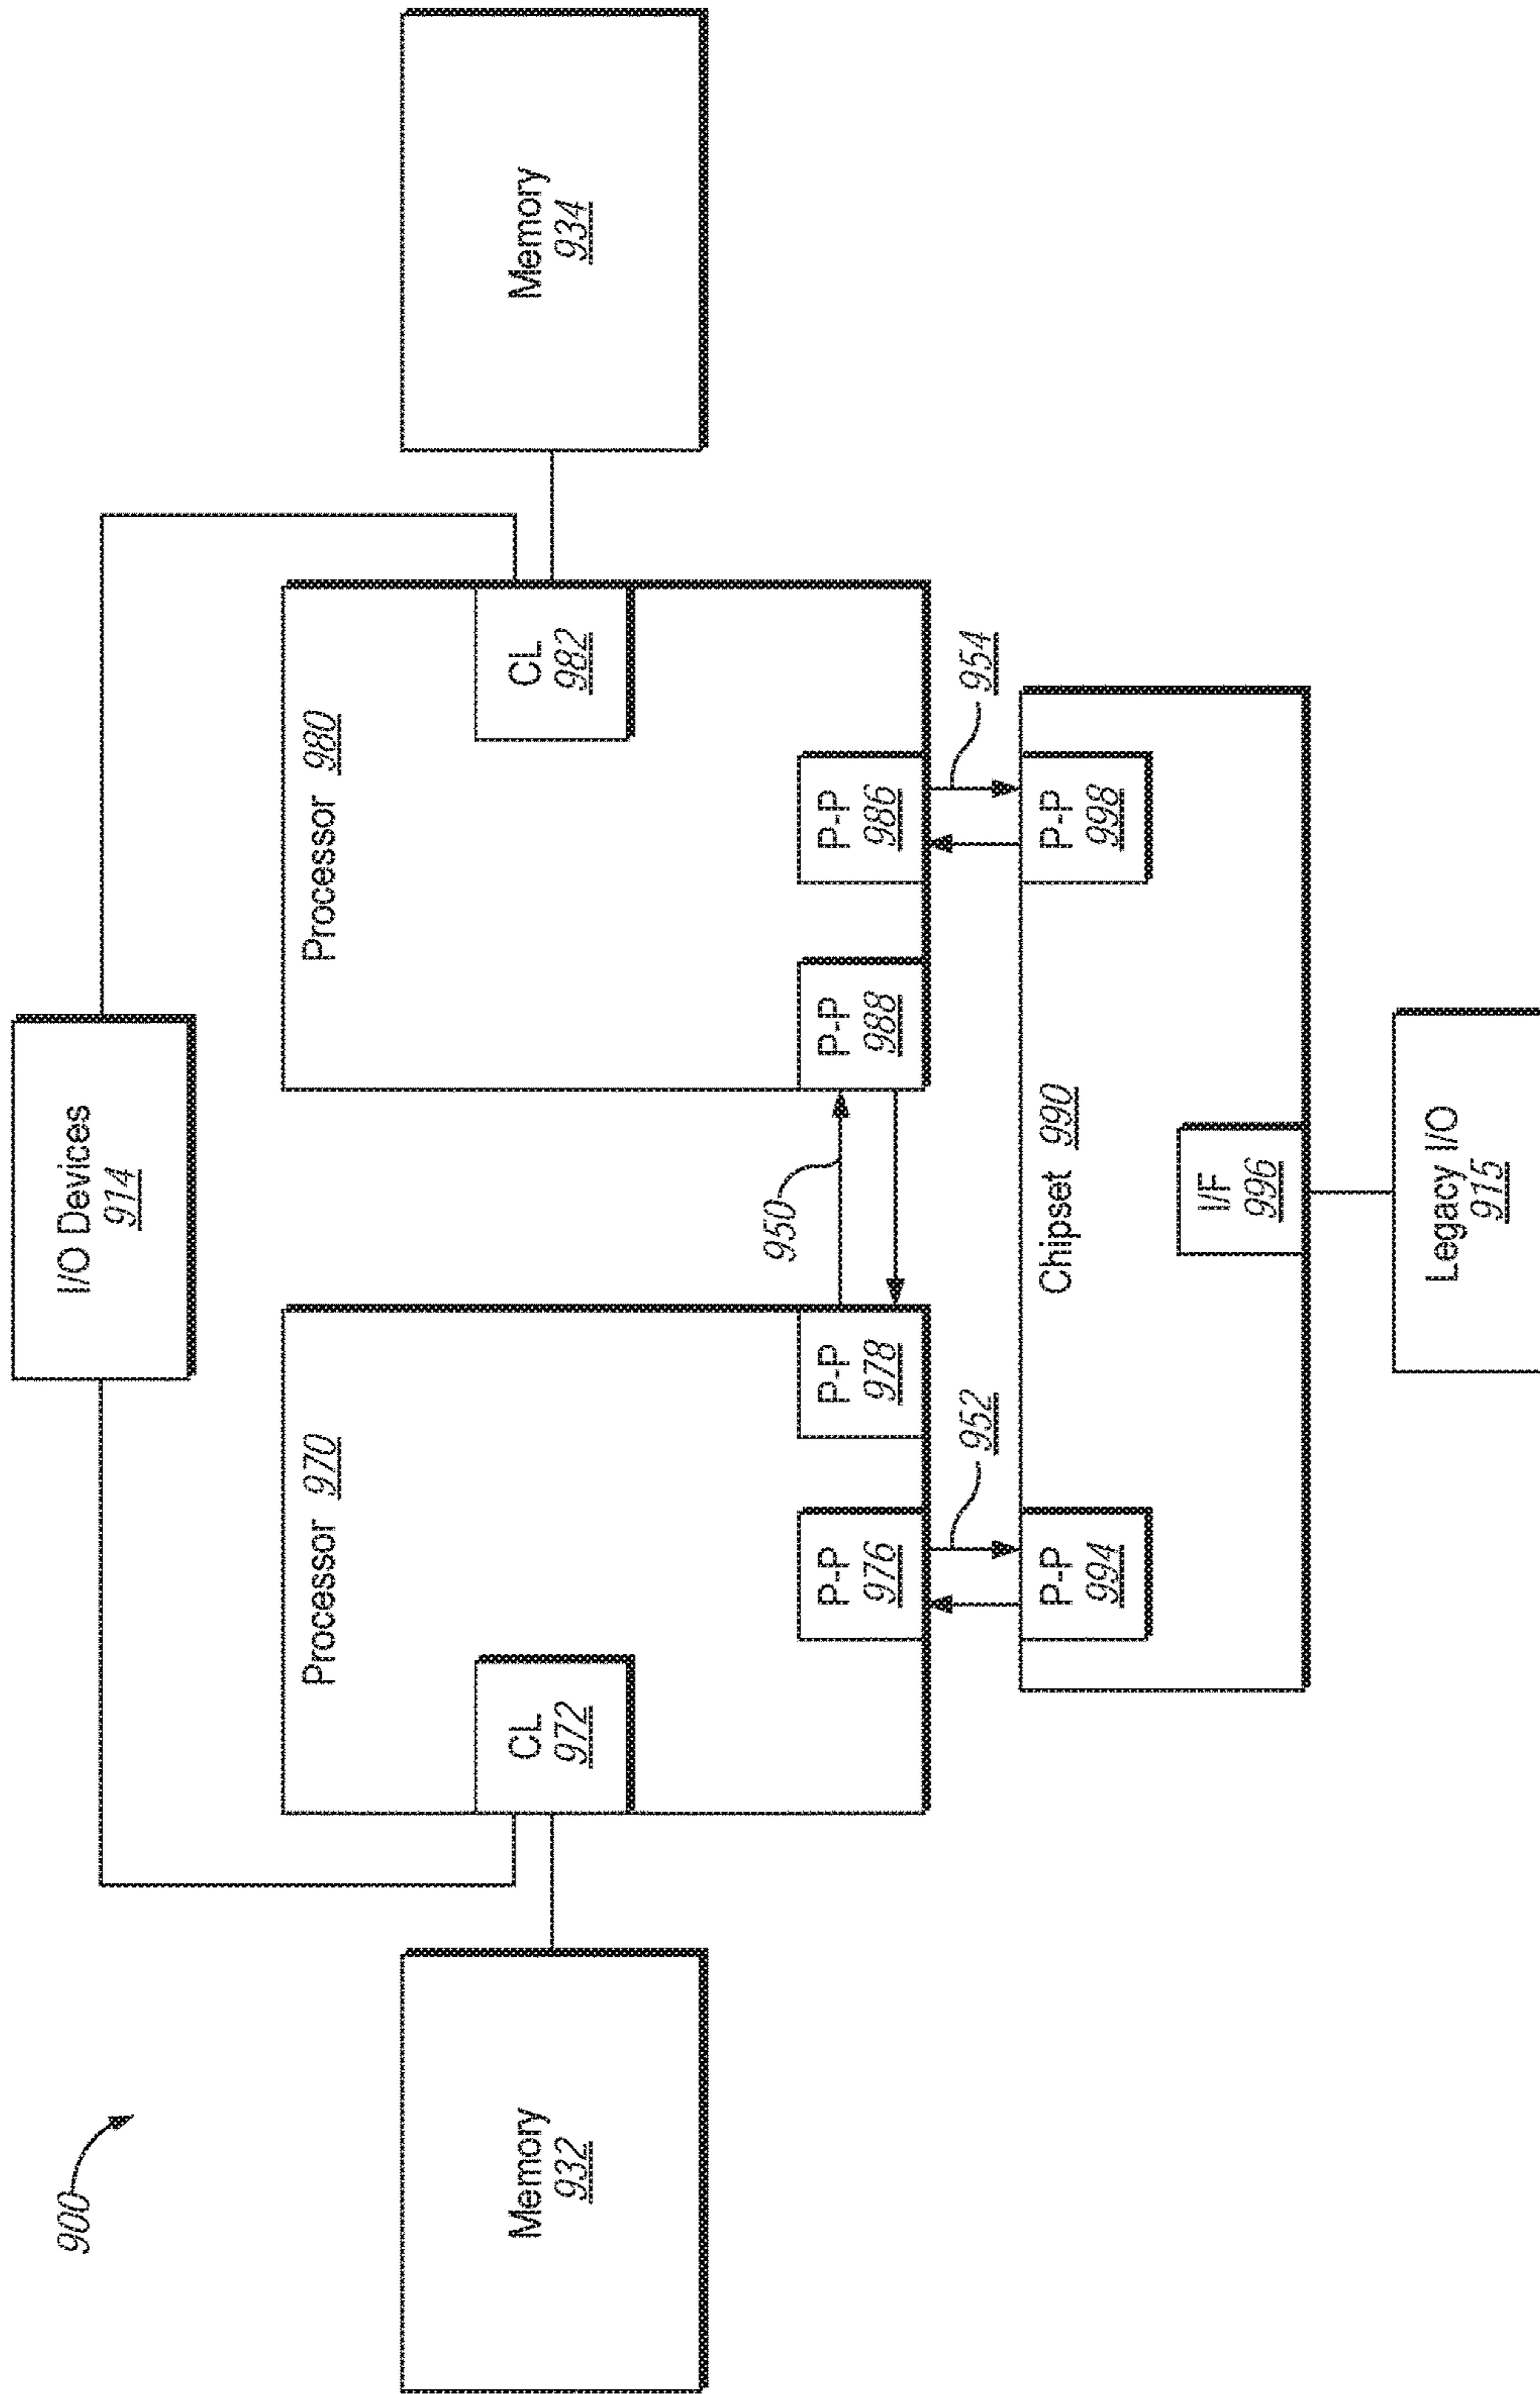 900
I/O Devices
914
Memory
932
Processor 970
CL
972
P-P
976
P-P
978
950
Processor 980
CL
982
P-P
988
P-P
986
Memory
934
952
954
Chipset 990
P-P
994
P-P
998
I/F
996
Legacy I/O
915